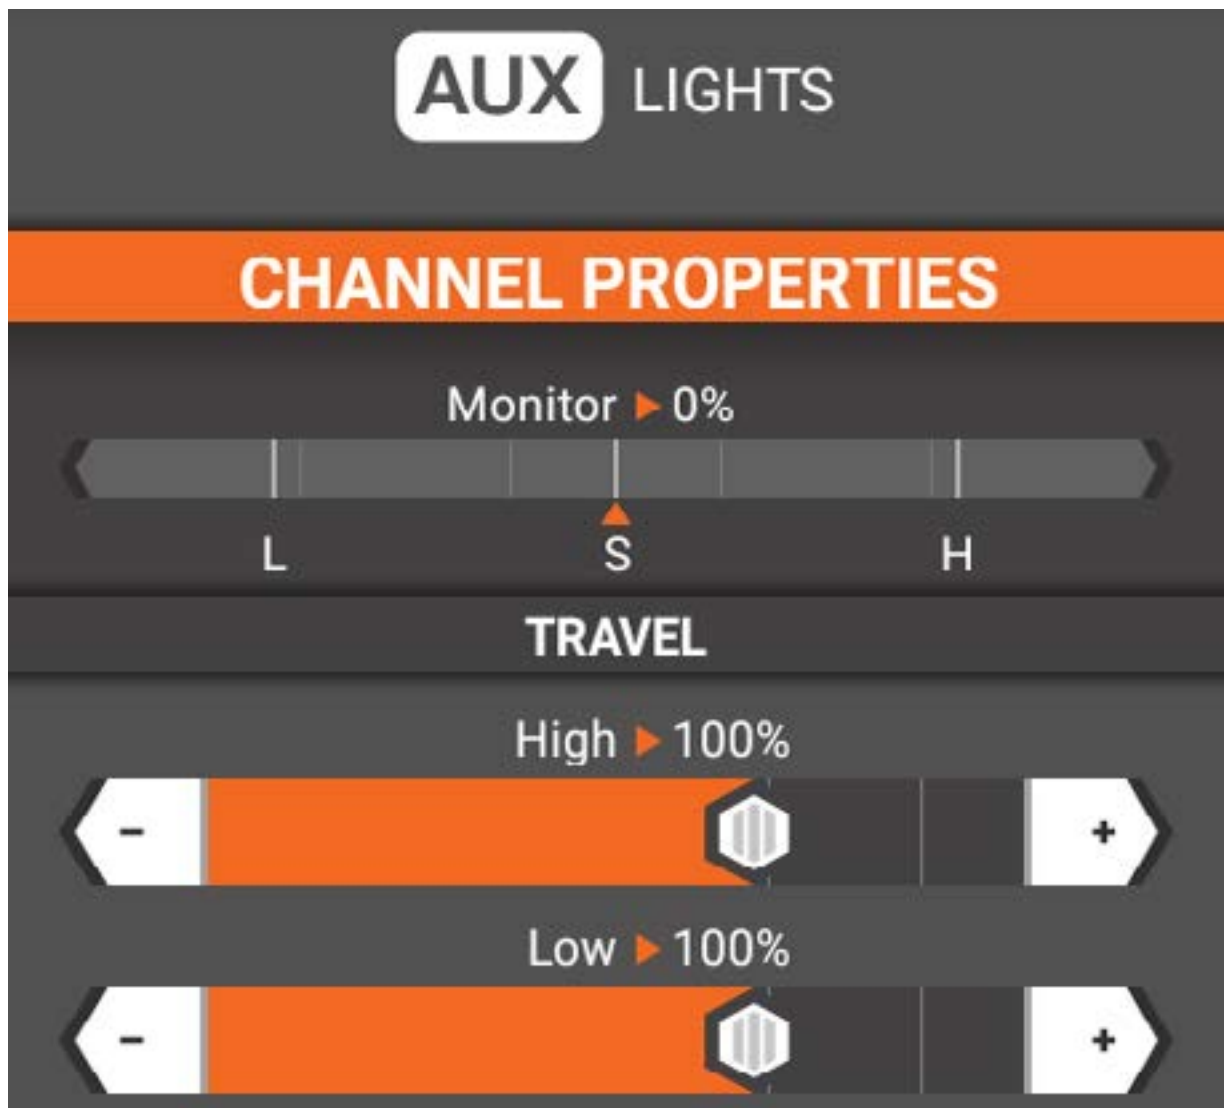 AUX LIGHTS
CHANNEL PROPERTIES
Monitor ▶ 0%
L S H
TRAVEL
High ▶ 100%
- +
Low ▶ 100%
- +